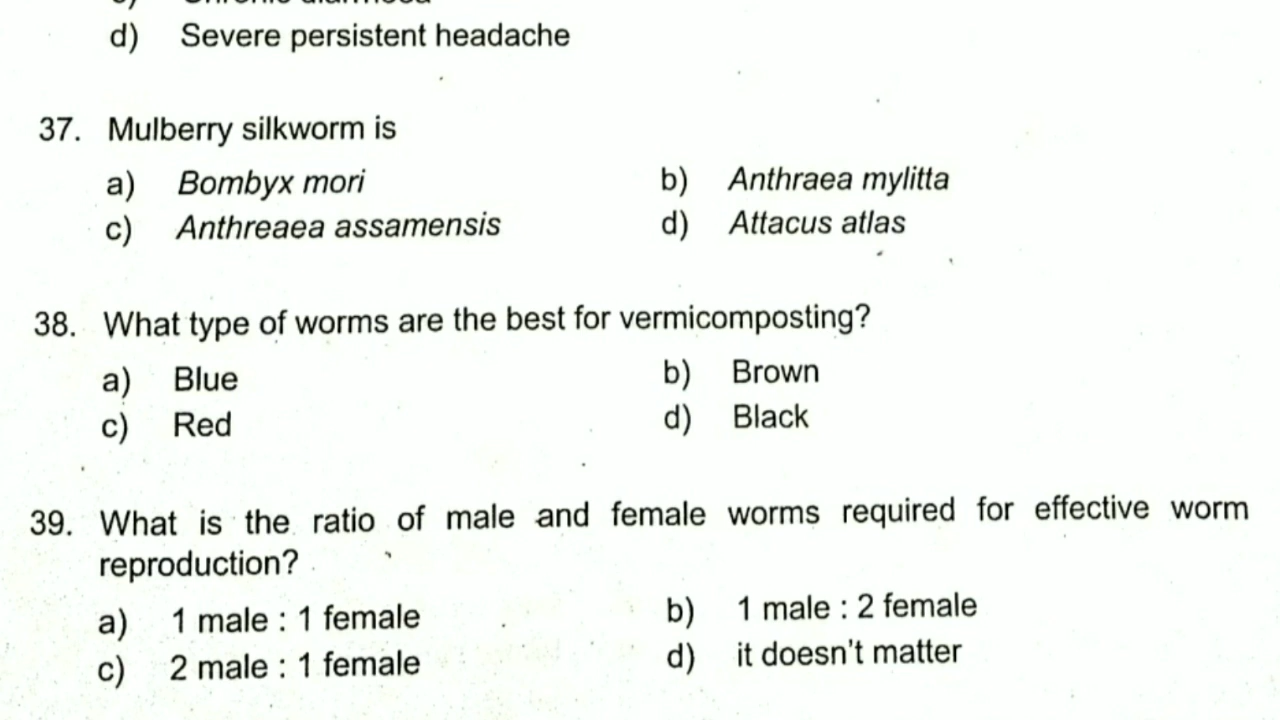 d) Severe persistent headache
37. Mulberry silkworm is
a) Bombyx mori b) Anthraea mylitta
c) Anthreaea assamensis d) Attacus atlas
38. What type of worms are the best for vermicomposting?
a) Blue b) Brown
c) Red d) Black
39. What is the ratio of male and female worms required for effective worm
reproduction?
a) 1 male : 1 female b) 1 male : 2 female
c) 2 male : 1 female d) it doesn't matter